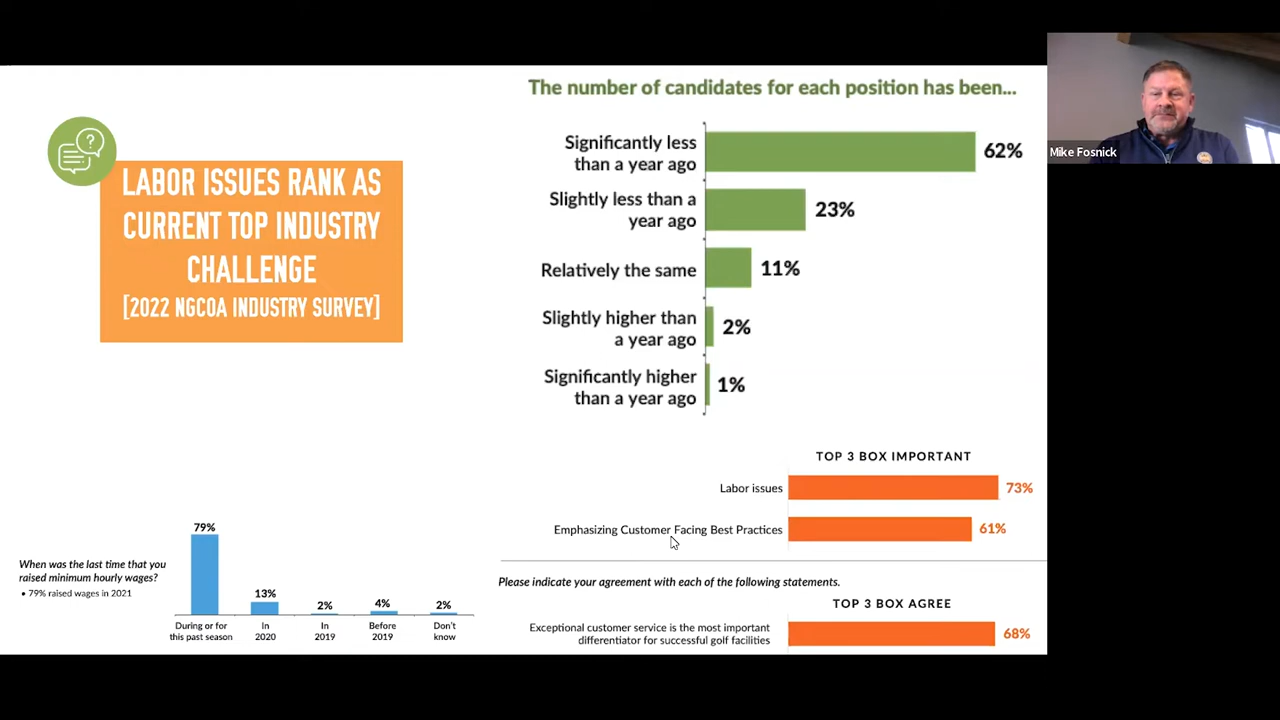 LABOR ISSUES RANK AS
CURRENT TOP INDUSTRY
CHALLENGE
[2022 NGCOA INDUSTRY SURVEY]
The number of candidates for each position has been...
Significantly less
than a year ago
62%
Slightly less than a
year ago
23%
Relatively the same
11%
Slightly higher than
a year ago
2%
Significantly higher
than a year ago
1%
Mike Fosnick
When was the last time that you
raised minimum hourly wages?
• 79% raised wages in 2021
79%
13%
2%
4%
2%
During or for
this past season
In
2020
In
2019
Before
2019
Don't
know
TOP 3 BOX IMPORTANT
Labor issues
73%
Emphasizing Customer Facing Best Practices
61%
Please indicate your agreement with each of the following statements.
TOP 3 BOX AGREE
Exceptional customer service is the most important
differentiator for successful golf facilities
68%